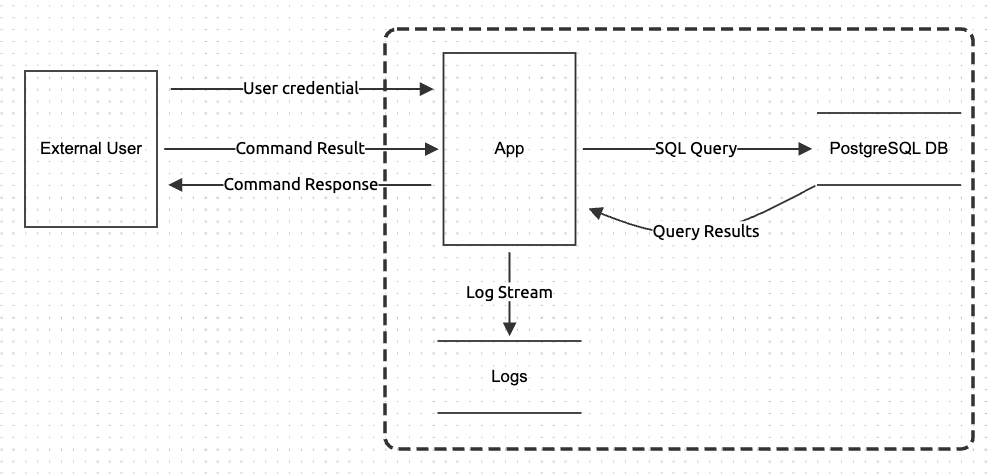 User credential
External User
Command Result
App
SQL Query
PostgreSQL DB
Command Response
Query Results
Log Stream
Logs